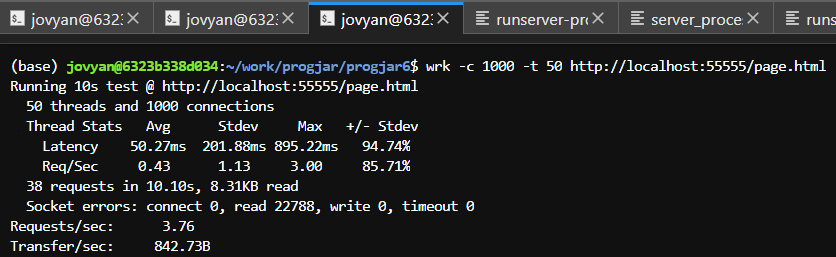 jovyan@6323 jovyan@6323 jovyan@6323 runserver-pro server_proces runs
(base) jovyan@6323b338d034:~/work/progjar/progjar6$ wrk -c 1000 -t 50 http://localhost:55555/page.html
Running 10s test @ http://localhost:55555/page.html
50 threads and 1000 connections
Thread Stats Avg Stdev Max +/- Stdev
Latency 50.27ms 201.88ms 895.22ms 94.74%
Req/Sec 0.43 1.13 3.00 85.71%
38 requests in 10.10s, 8.31KB read
Socket errors: connect 0, read 22788, write 0, timeout 0
Requests/sec: 3.76
Transfer/sec: 842.73B